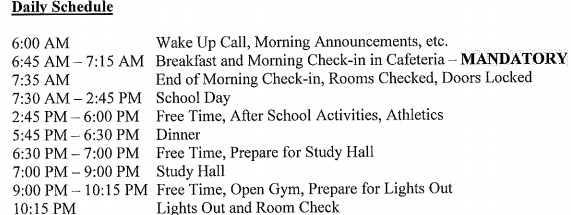 Daily Schedule
6:00 AM Wake Up Call, Morning Announcements, etc.
6:45 AM – 7:15 AM Breakfast and Morning Check-in in Cafeteria – MANDATORY
7:35 AM End of Morning Check-in, Rooms Checked, Doors Locked
7:30 AM – 2:45 PM School Day
2:45 PM – 6:00 PM Free Time, After School Activities, Athletics
5:45 PM – 6:30 PM Dinner
6:30 PM – 7:00 PM Free Time, Prepare for Study Hall
7:00 PM – 9:00 PM Study Hall
9:00 PM – 10:15 PM Free Time, Open Gym, Prepare for Lights Out
10:15 PM Lights Out and Room Check